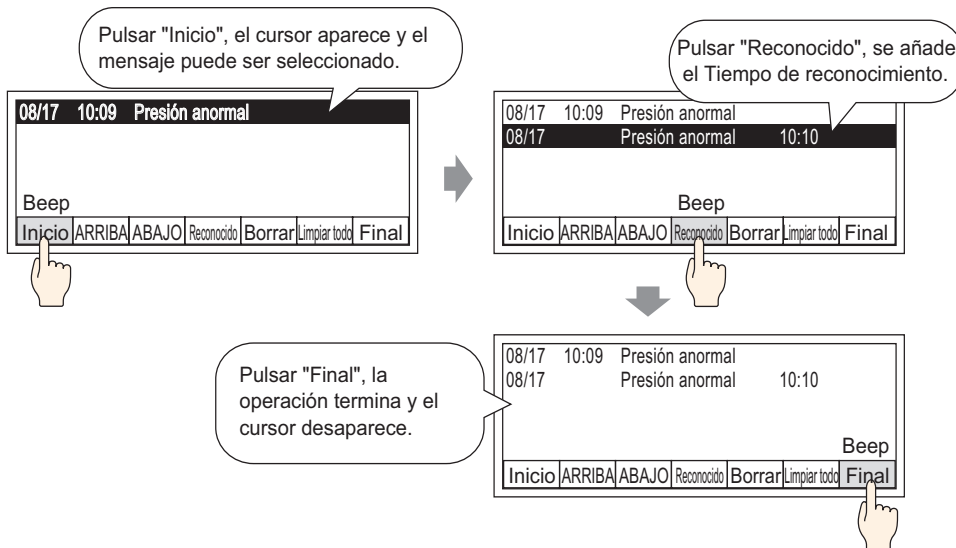 Pulsar "Inicio", el cursor aparece y el
mensaje puede ser seleccionado.
08/17 10:09 Presión anormal
Beep
Inicio ARRIBA ABAJO Reconocido Borrar Limpiar todo Final
Pulsar "Reconocido", se añade
el Tiempo de reconocimiento.
08/17 10:09 Presión anormal
08/17 Presión anormal 10:10
Beep
Inicio ARRIBA ABAJO Reconocido Borrar Limpiar todo Final
Pulsar "Final", la
operación termina y el
cursor desaparece.
08/17 10:09 Presión anormal
08/17 Presión anormal 10:10
Beep
Inicio ARRIBA ABAJO Reconocido Borrar Limpiar todo Final